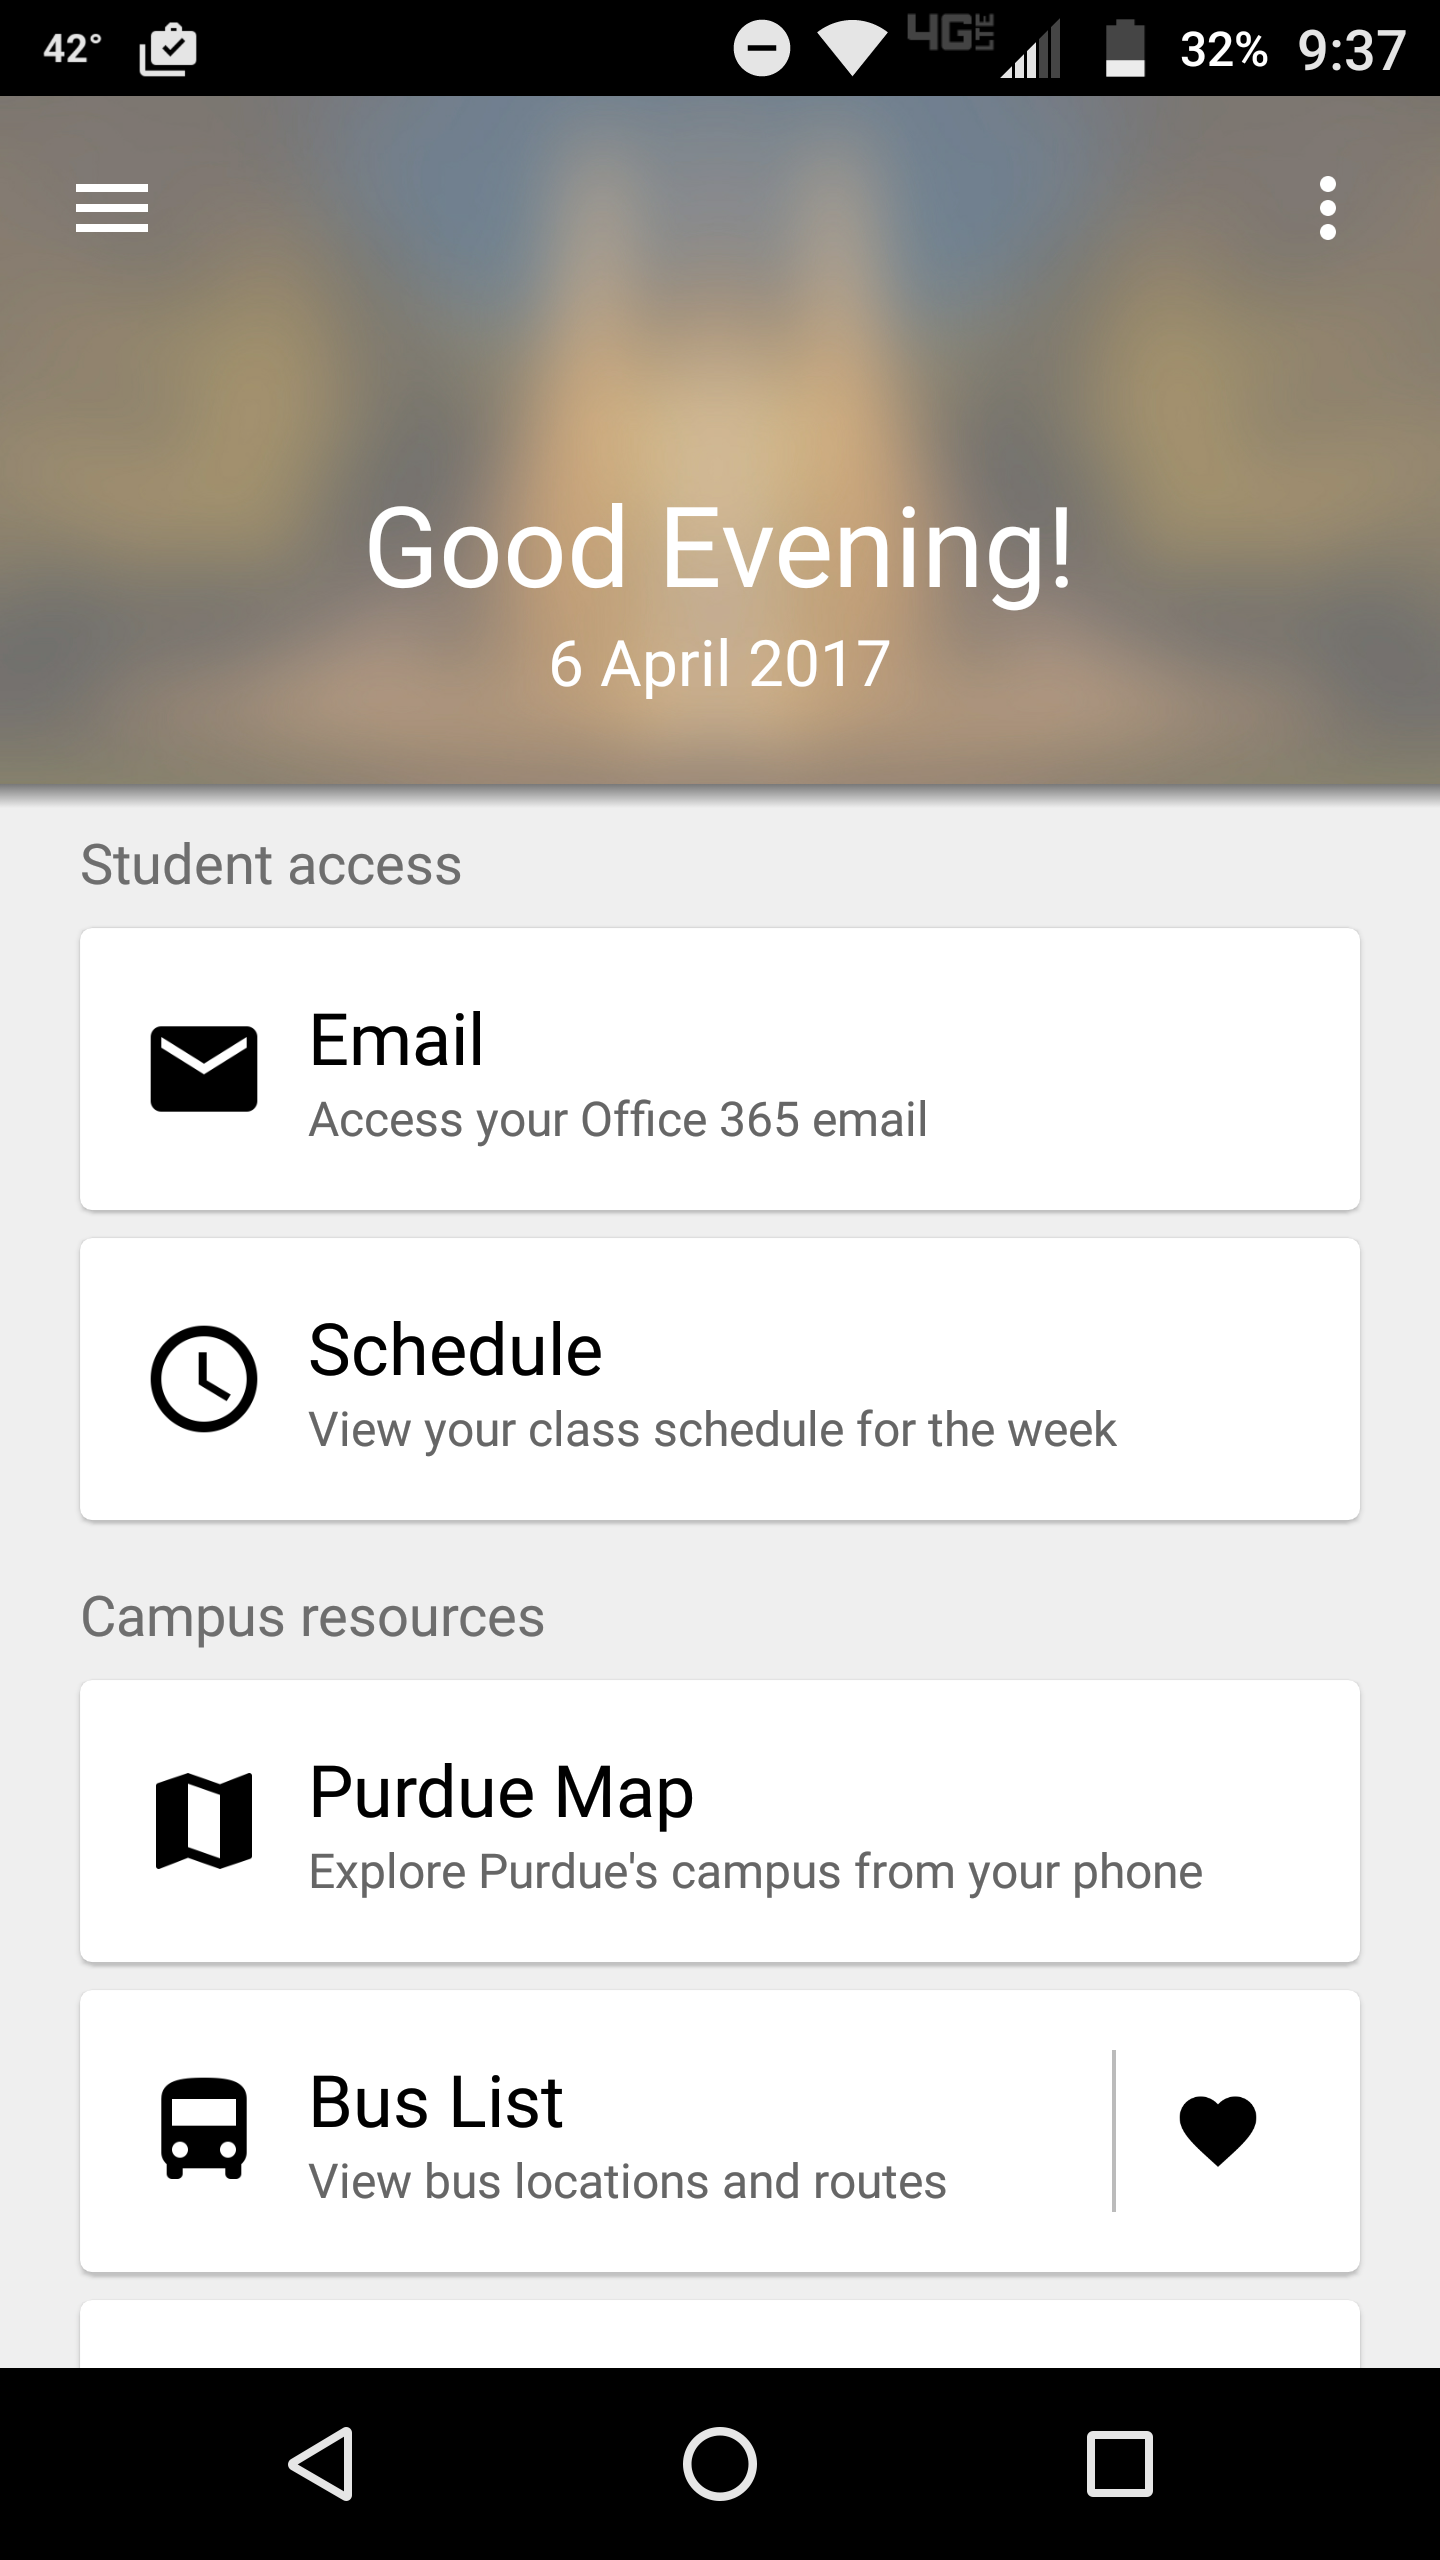 42° 4G LTE 32% 9:37
Good Evening!
6 April 2017
Student access
Email
Access your Office 365 email
Schedule
View your class schedule for the week
Campus resources
Purdue Map
Explore Purdue's campus from your phone
Bus List
View bus locations and routes